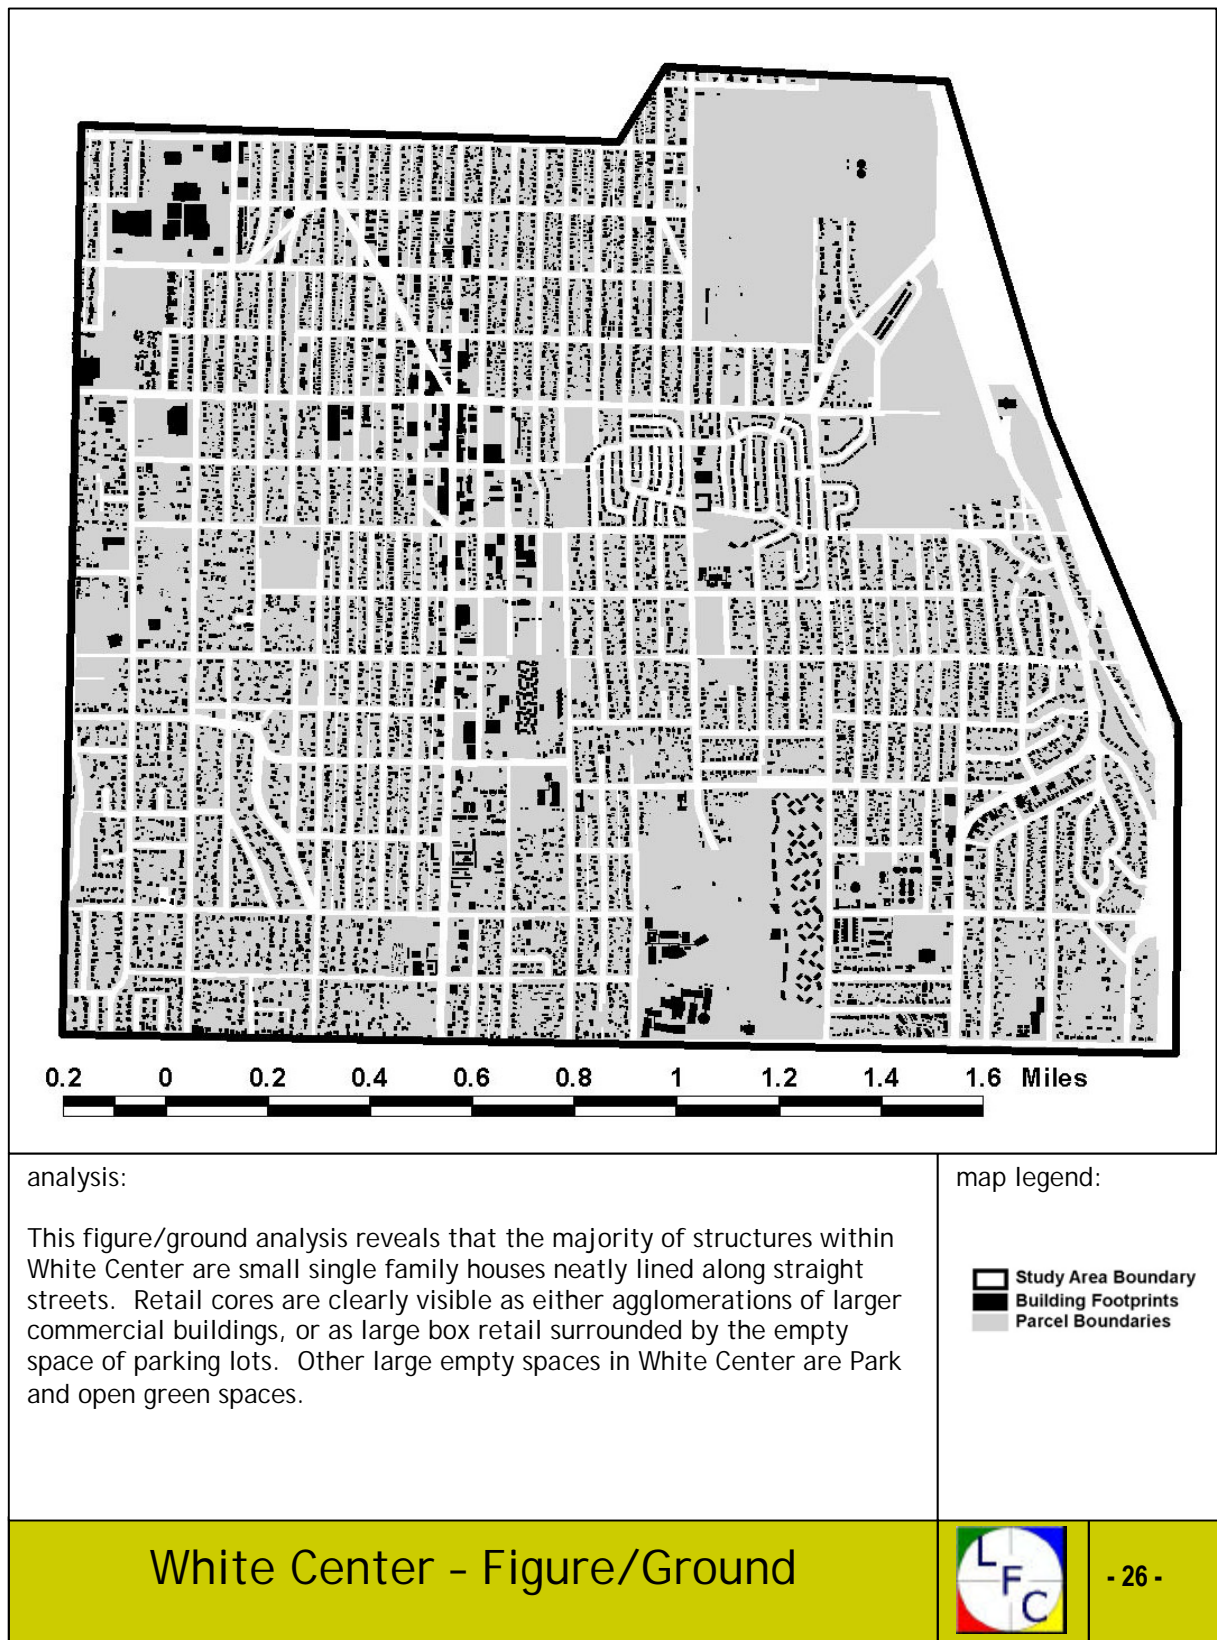 0.2 0 0.2 0.4 0.6 0.8 1 1.2 1.4 1.6 Miles
analysis:
This figure/ground analysis reveals that the majority of structures within
White Center are small single family houses neatly lined along straight
streets. Retail cores are clearly visible as either agglomerations of larger
commercial buildings, or as large box retail surrounded by the empty
space of parking lots. Other large empty spaces in White Center are Park
and open green spaces.
map legend:
Study Area Boundary
Building Footprints
Parcel Boundaries
White Center - Figure/Ground
L
F
C
- 26 -